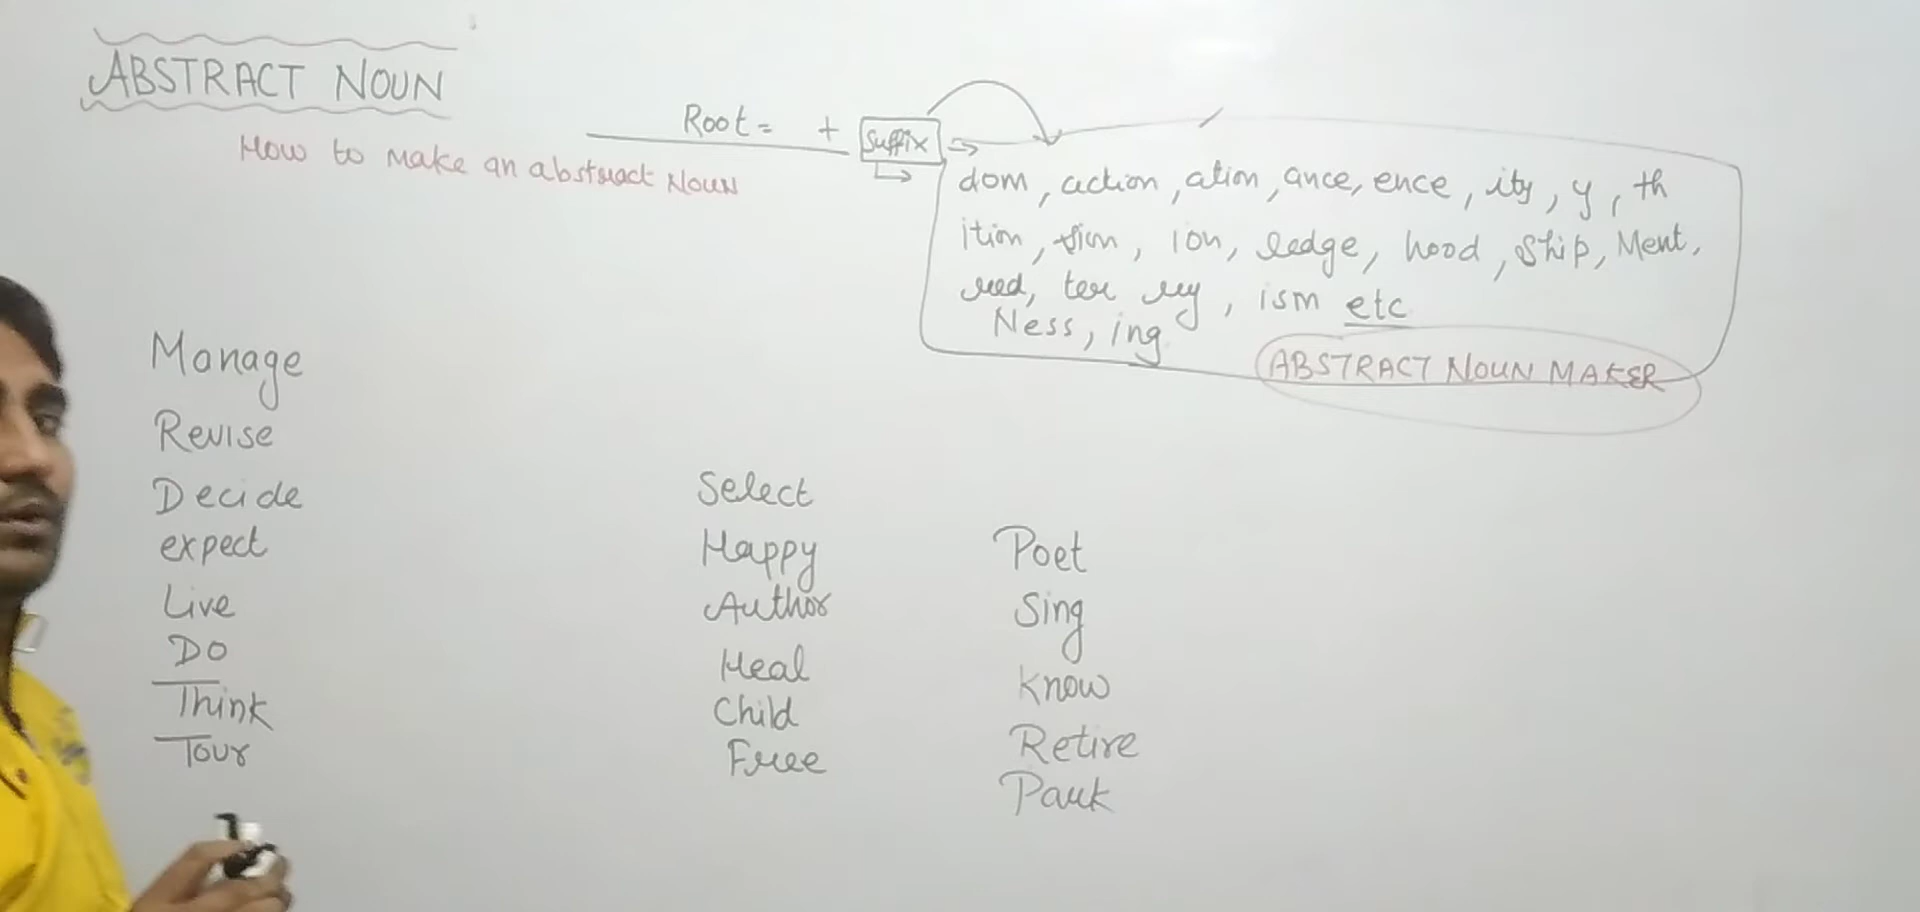 ABSTRACT NOUN
How to make an abstract Noun
Root = + Suffix
dom, action, ation, ance, ence, ity, y, th
ition, sion, ion, ledge, hood, ship, Ment,
red, ter ry, ism etc
Ness, ing
ABSTRACT NOUN MAKER
Manage
Revise
Decide
expect
Live
Do
Think
Tour
Select
Happy
Author
Heal
Child
Free
Poet
Sing
Know
Retire
Park